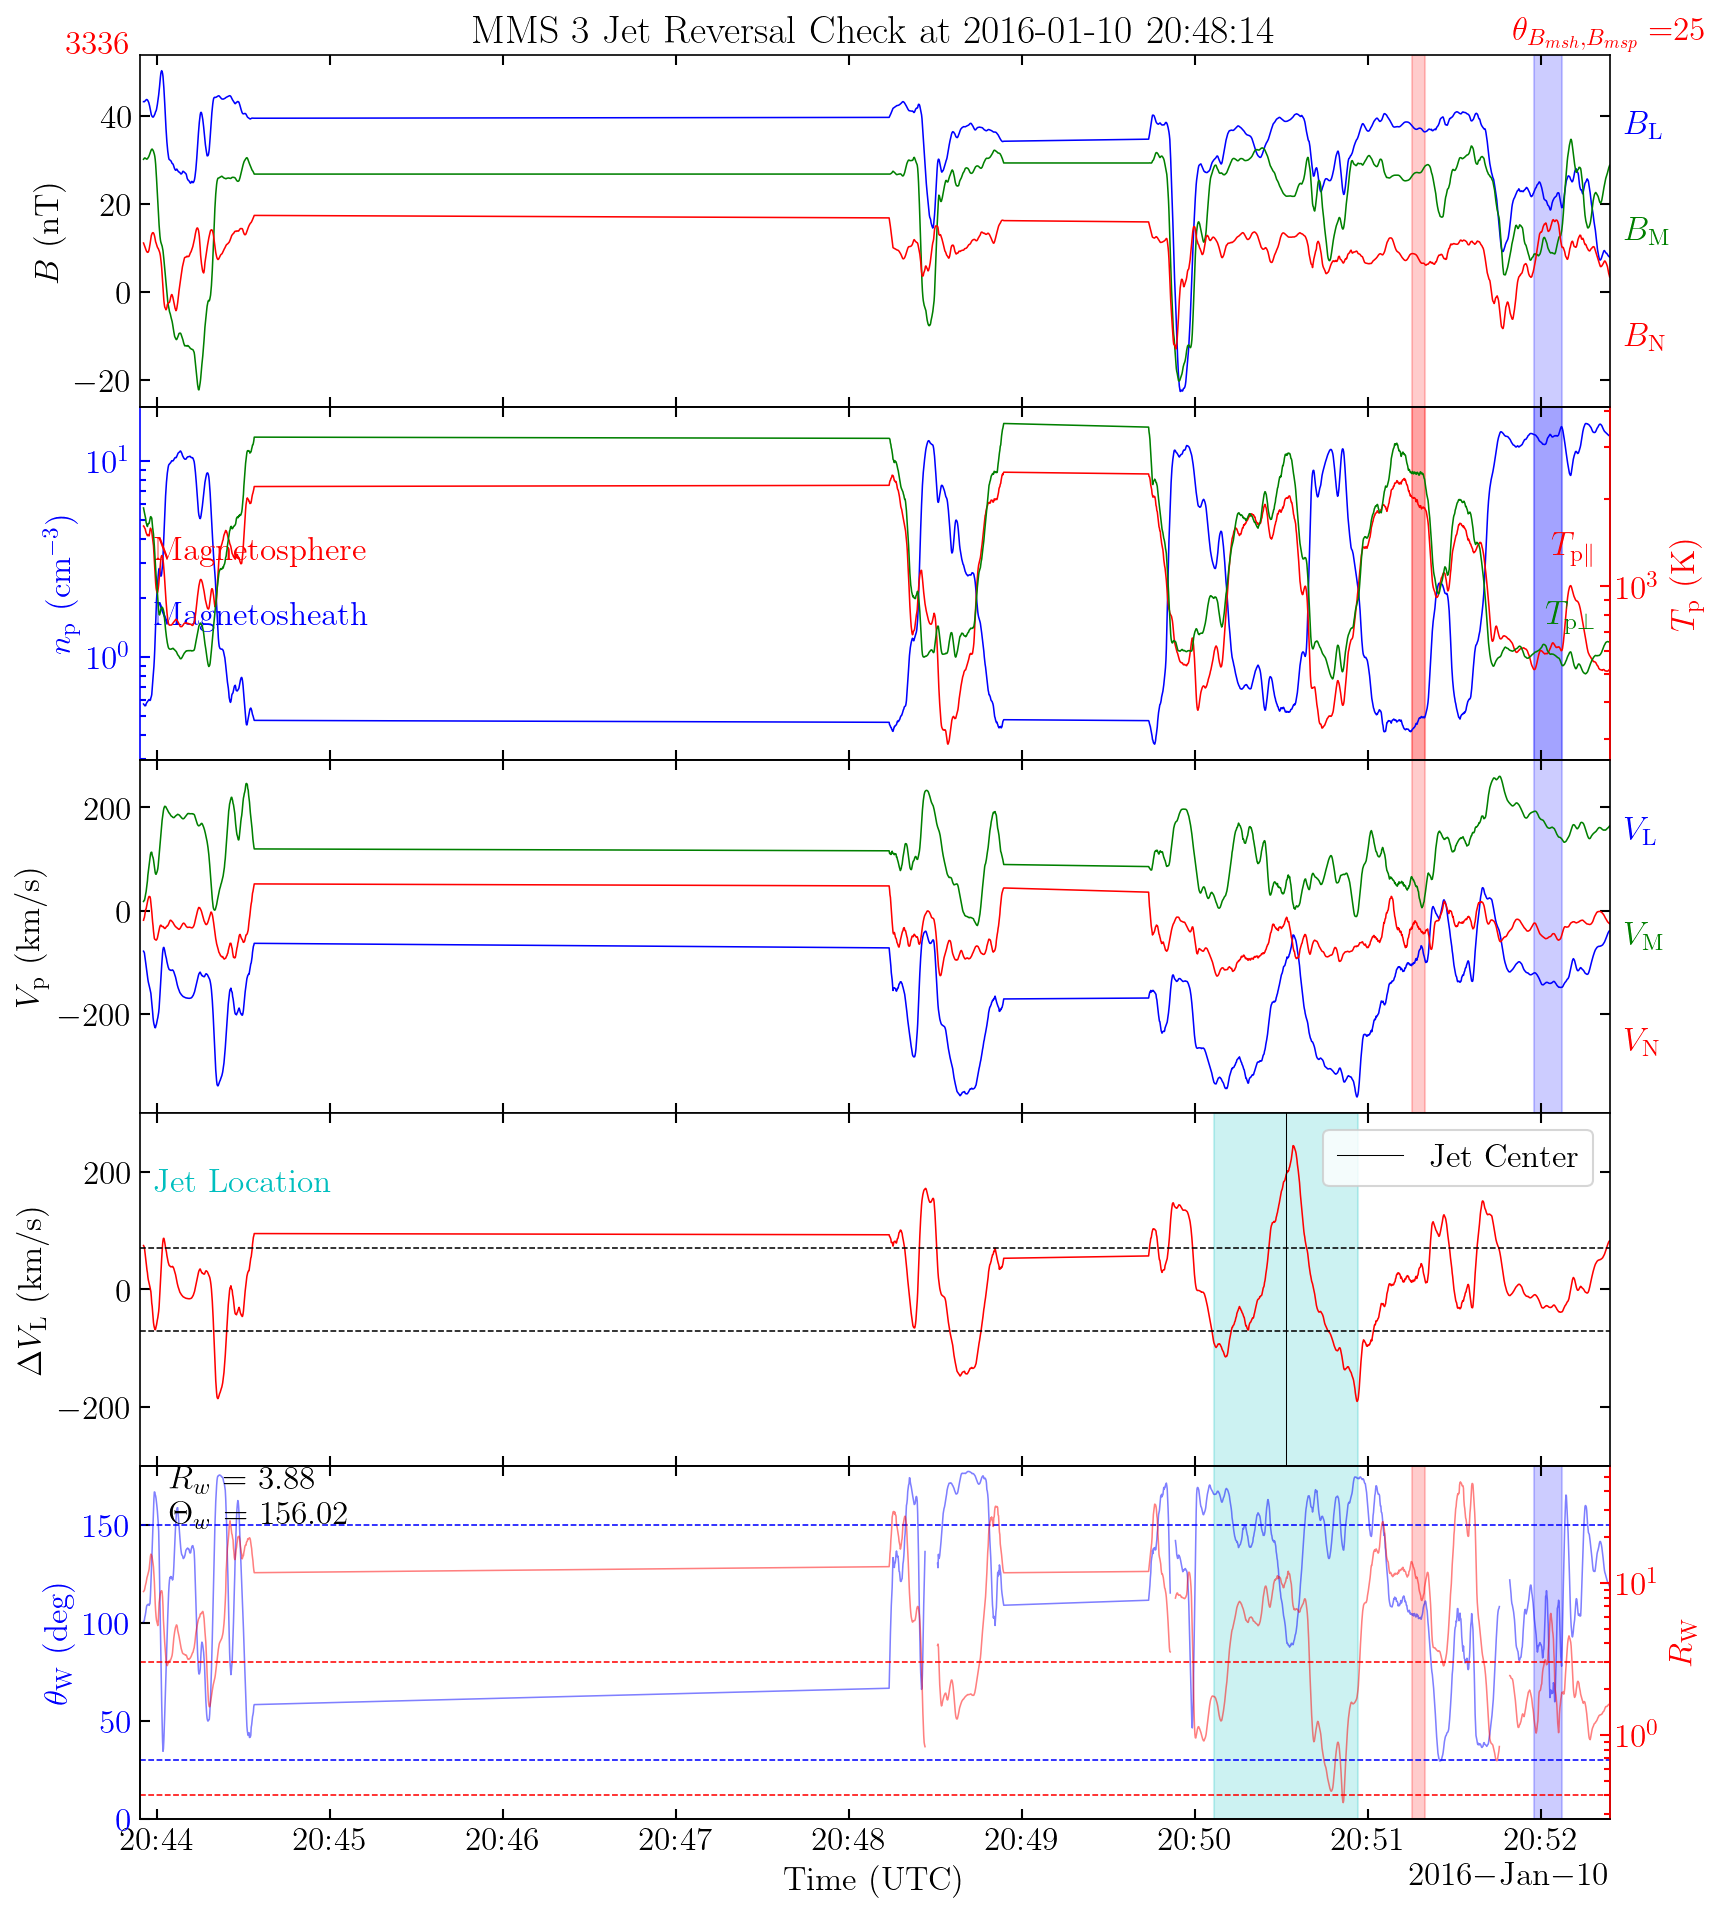 MMS 3 Jet Reversal Check at 2016-01-10 20:48:14
3336
θ_{B_{msh},B_{msp}} =25
40
20
0
−20
B (nT)
B_L
B_M
B_N
10^1
10^0
n_p (cm^{−3})
Magnetosphere
Magnetosheath
T_{p∥}
T_{p⊥}
10^3
T_p (K)
200
0
−200
V_p (km/s)
V_L
V_M
V_N
200
0
−200
ΔV_L (km/s)
Jet Location
Jet Center
R_w = 3.88
Θ_w = 156.02
150
100
50
0
θ_W (deg)
10^1
10^0
R_W
20:44 20:45 20:46 20:47 20:48 20:49 20:50 20:51 20:52
2016−Jan−10
Time (UTC)